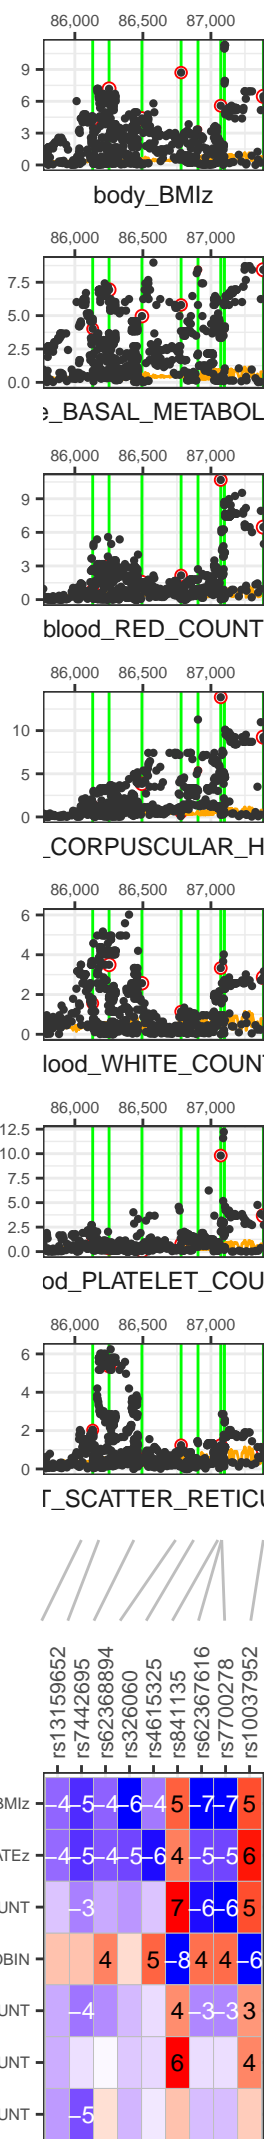 86,000 86,500 87,000
9
6
3
0
body_BMIz
86,000 86,500 87,000
7.5
5.0
2.5
0.0
_BASAL_METABOL
86,000 86,500 87,000
9
6
3
0
blood_RED_COUNT
86,000 86,500 87,000
10
5
0
_CORPUSCULAR_H
86,000 86,500 87,000
6
4
2
0
lood_WHITE_COUN
86,000 86,500 87,000
12.5
10.0
7.5
5.0
2.5
0.0
od_PLATELET_COU
86,000 86,500 87,000
6
4
2
0
T_SCATTER_RETICU
rs13159652
rs7442695
rs62368894
rs326060
rs4615325
rs841135
rs62367616
rs7700278
rs10037952
BMIz −4 −5 −4 −6 −4 5 −7 −7 5
ATEz −4 −5 −4 −5 −6 4 −5 −5 6
UNT −3 7 −6 −6 5
OBIN 4 5 −8 4 4 −6
UNT −4 4 −3 −3 3
UNT 6 4
UNT −5